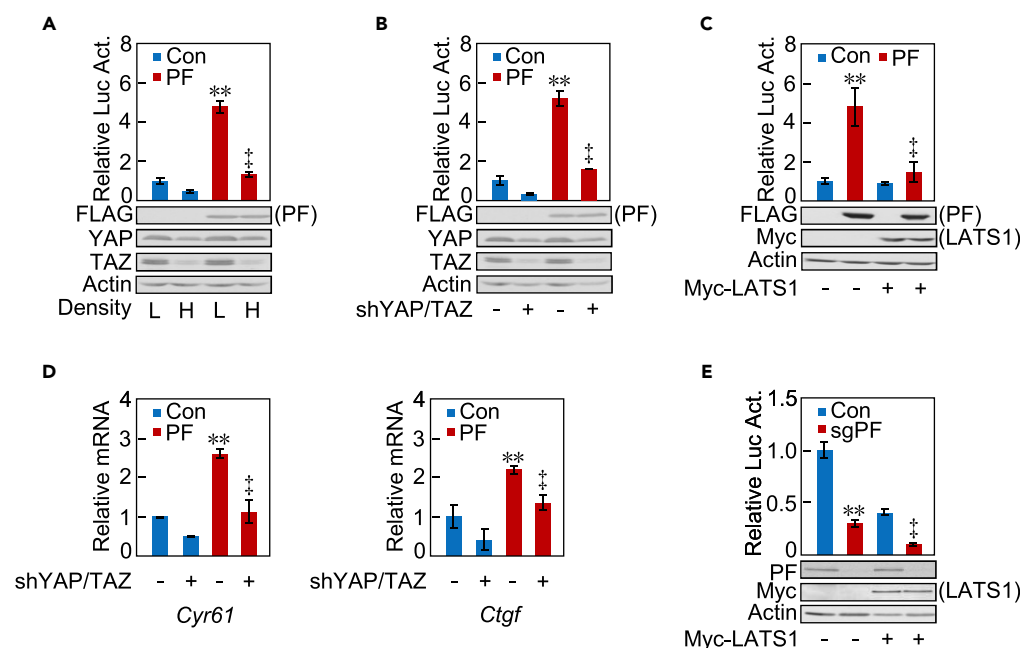 A
Relative Luc Act.
8
6
4
2
0
Con
PF
**
‡
FLAG
(PF)
YAP
TAZ
Actin
Density
L H L H
B
Relative Luc Act.
8
6
4
2
0
Con
PF
**
‡
FLAG
(PF)
YAP
TAZ
Actin
shYAP/TAZ
- + - +
C
Relative Luc Act.
8
6
4
2
0
Con PF
**
‡
FLAG
(PF)
Myc
(LATS1)
Actin
Myc-LATS1
- - + +
D
Relative mRNA
4
3
2
1
0
Con
PF
**
‡
shYAP/TAZ
- + - +
Cyr61
Relative mRNA
4
3
2
1
0
Con
PF
**
‡
shYAP/TAZ
- + - +
Ctgf
E
Relative Luc Act.
1.5
1.0
0.5
0
Con
sgPF
**
‡
PF
Myc
(LATS1)
Actin
Myc-LATS1
- - + +